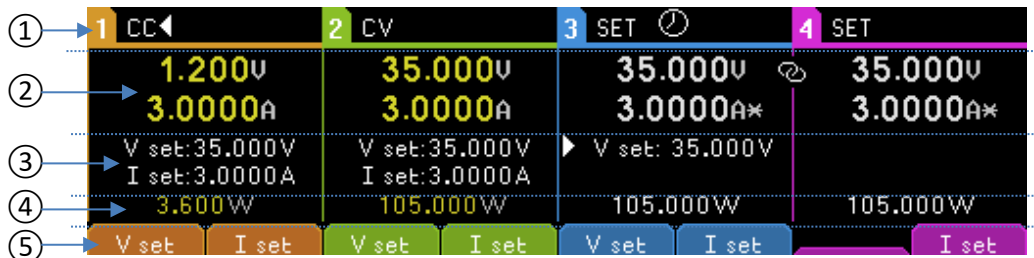 ① 1 CC 2 CV 3 SET 4 SET
② 1.200V 35.000V 35.000V 35.000V
3.0000A 3.0000A 3.0000A* 3.0000A*
③ V set:35.000V V set:35.000V V set: 35.000V
I set:3.0000A I set:3.0000A
④ 3.600W 105.000W 105.000W 105.000W
⑤ V set I set V set I set V set I set I set